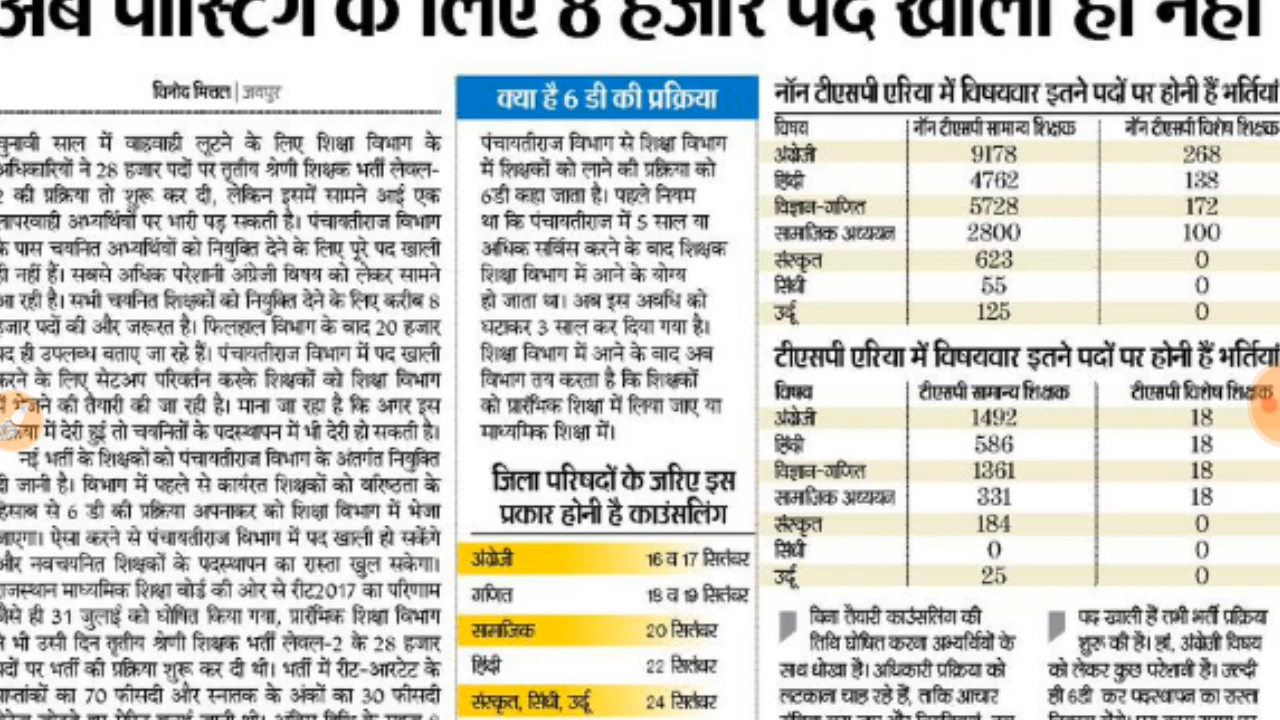 अब पोस्टिंग के लिए 8 हजार पद खाली ही नहीं
विनोद मित्तल | जयपुर
चुनावी साल में वाहवाही लूटने के लिए शिक्षा विभाग के
अधिकारियों ने 28 हजार पदों पर तृतीय श्रेणी शिक्षक भर्ती लेवल-
2 की प्रक्रिया तो शुरू कर दी, लेकिन इसमें सामने आई एक
लापरवाही अभ्यर्थियों पर भारी पड़ सकती है। पंचायतीराज विभाग
के पास चयनित अभ्यर्थियों को नियुक्ति देने के लिए पूरे पद खाली
ही नहीं हैं। सबसे अधिक परेशानी अंग्रेजी विषय को लेकर सामने
आ रही है। सभी चयनित शिक्षकों को नियुक्ति देने के लिए करीब 8
हजार पदों की और जरूरत है। फिलहाल विभाग के बाद 20 हजार
पद ही उपलब्ध बताए जा रहे हैं। पंचायतीराज विभाग में पद खाली
करने के लिए सेटअप परिवर्तन करके शिक्षकों को शिक्षा विभाग
में भेजने की तैयारी की जा रही है। माना जा रहा है कि अगर इस
प्रक्रिया में देरी हुई तो चयनितों के पदस्थापन में भी देरी हो सकती है।
नई भर्ती के शिक्षकों को पंचायतीराज विभाग के अंतर्गत नियुक्ति
दी जानी है। विभाग में पहले से कार्यरत शिक्षकों को वरिष्ठता के
हिसाब से 6 डी की प्रक्रिया अपनाकर को शिक्षा विभाग में भेजा
जाएगा। ऐसा करने से पंचायतीराज विभाग में पद खाली हो सकेंगे
और नवचयनित शिक्षकों के पदस्थापन का रास्ता खुल सकेगा।
राजस्थान माध्यमिक शिक्षा बोर्ड की ओर से रीट2017 का परिणाम
जैसे ही 31 जुलाई को घोषित किया गया, प्रारंभिक शिक्षा विभाग
ने भी उसी दिन तृतीय श्रेणी शिक्षक भर्ती लेवल-2 के 28 हजार
पदों पर भर्ती की प्रक्रिया शुरू कर दी थी। भर्ती में रीट-आरटेट के
प्राप्तांकों का 70 फीसदी और स्नातक के अंकों का 30 फीसदी
क्या है 6 डी की प्रक्रिया
पंचायतीराज विभाग से शिक्षा विभाग
में शिक्षकों को लाने की प्रक्रिया को
6डी कहा जाता है। पहले नियम
था कि पंचायतीराज में 5 साल या
अधिक सर्विस करने के बाद शिक्षक
शिक्षा विभाग में आने के योग्य
हो जाता था। अब इस अवधि को
घटाकर 3 साल कर दिया गया है।
शिक्षा विभाग में आने के बाद अब
विभाग तय करता है कि शिक्षकों
को प्रारंभिक शिक्षा में लिया जाए या
माध्यमिक शिक्षा में।
जिला परिषदों के जरिए इस
प्रकार होनी है काउंसलिंग
अंग्रेजी 16 व 17 सितंबर
गणित 18 व 19 सितंबर
सामाजिक 20 सितंबर
हिंदी 22 सितंबर
संस्कृत, सिंधी, उर्दू 24 सितंबर
नॉन टीएसपी एरिया में विषयवार इतने पदों पर होनी हैं भर्तियां
विषय नॉन टीएसपी सामान्य शिक्षक नॉन टीएसपी विशेष शिक्षक
अंग्रेजी 9178 268
हिंदी 4762 138
विज्ञान-गणित 5728 172
सामाजिक अध्ययन 2800 100
संस्कृत 623 0
सिंधी 55 0
उर्दू 125 0
टीएसपी एरिया में विषयवार इतने पदों पर होनी हैं भर्तियां
विषय टीएसपी सामान्य शिक्षक टीएसपी विशेष शिक्षक
अंग्रेजी 1492 18
हिंदी 586 18
विज्ञान-गणित 1361 18
सामाजिक अध्ययन 331 18
संस्कृत 184 0
सिंधी 0 0
उर्दू 25 0
बिना तैयारी काउंसलिंग की
तिथि घोषित करना अभ्यर्थियों के
साथ धोखा है। अधिकारी प्रक्रिया को
लटकाना चाह रहे हैं, ताकि आचार
पद खाली हैं तभी भर्ती प्रक्रिया
शुरू की है। हां, अंग्रेजी विषय
को लेकर कुछ परेशानी है। जल्दी
ही 6डी कर पदस्थापन का रास्ता